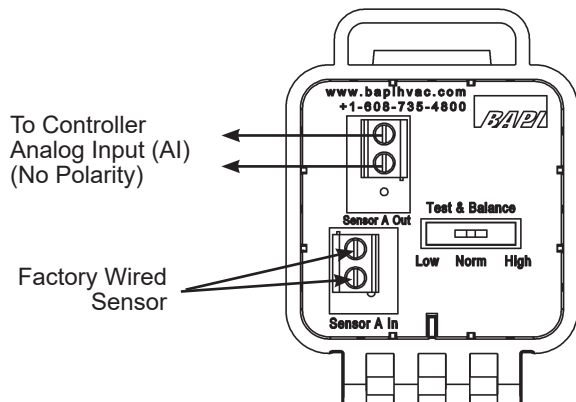 www.bapihvac.com
+1-608-735-4800
BAPI
To Controller
Analog Input (AI)
(No Polarity)
Sensor A Out
Test & Balance
Low Norm High
Factory Wired
Sensor
Sensor A In